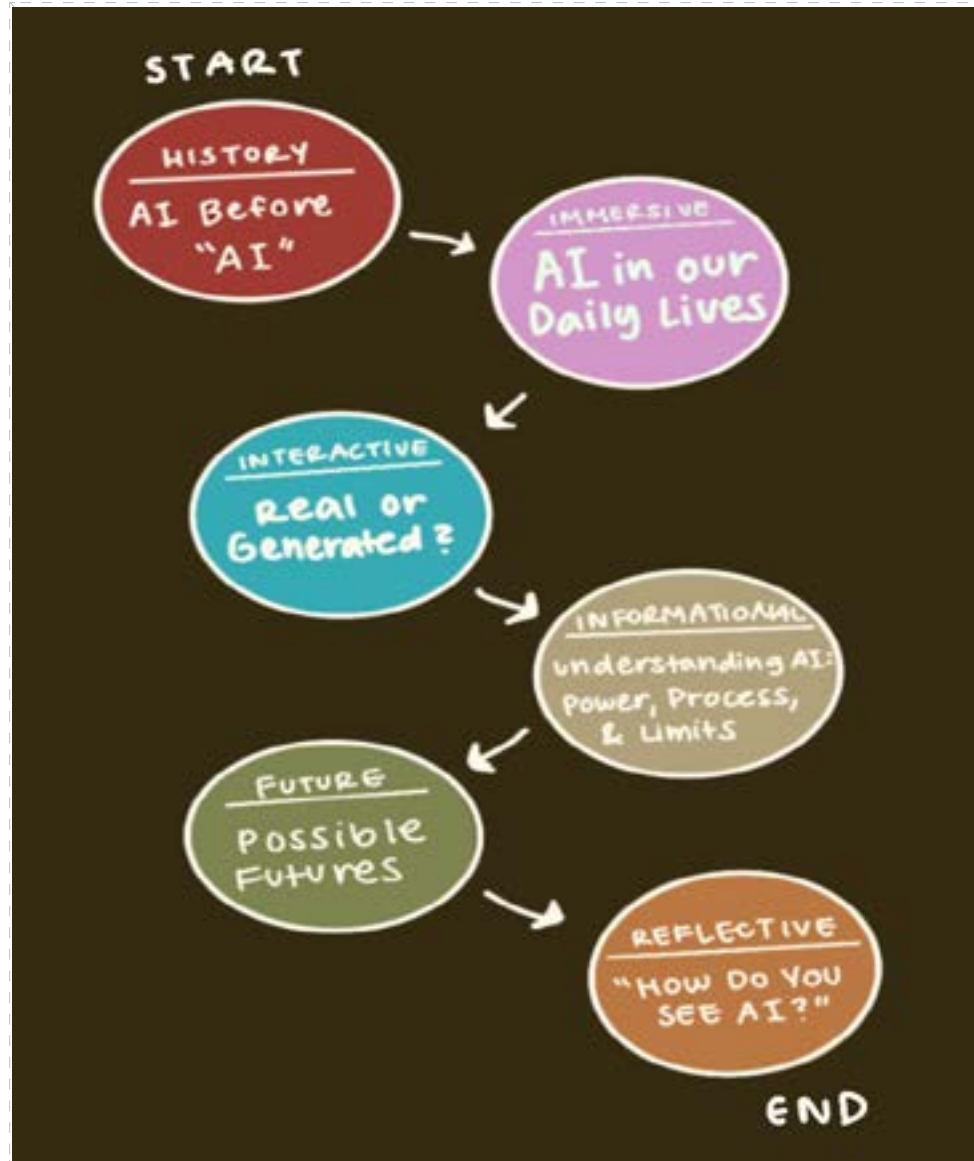 START
HISTORY
AI Before
"AI"
IMMERSIVE
AI in our
Daily Lives
INTERACTIVE
Real or
Generated?
INFORMATIONAL
understanding AI:
Power, Process,
& Limits
FUTURE
Possible
Futures
REFLECTIVE
"HOW DO YOU
SEE AI?"
END